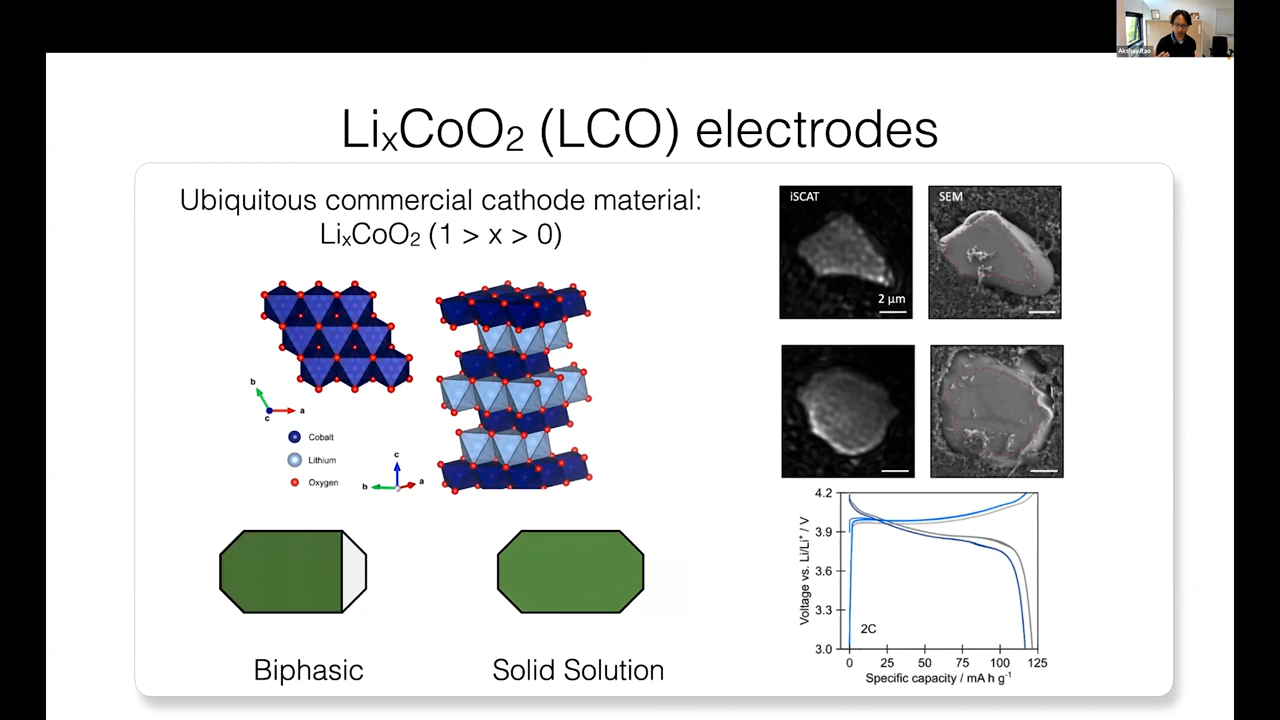 Akshay Rao
LiₓCoO₂ (LCO) electrodes
Ubiquitous commercial cathode material:
LiₓCoO₂ (1 > x > 0)
b
a
c
Cobalt
Lithium
Oxygen
c
b
a
Biphasic
Solid Solution
iSCAT
2 μm
SEM
4.2
3.9
3.6
3.3
3.0
Voltage vs. Li/Li⁺ / V
2C
0 25 50 75 100 125
Specific capacity / mA h g⁻¹